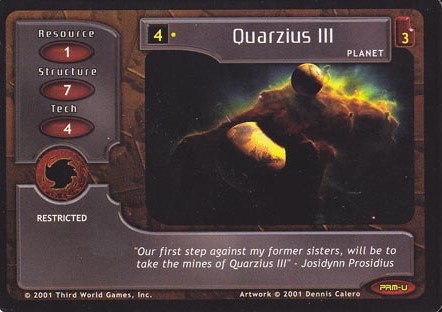 Resource
1
Structure
7
Tech
4
4
Quarzius III
3
PLANET
RESTRICTED
"Our first step against my former sisters, will be to
take the mines of Quarzius III" - Josidynn Prosidius
PRM-U
© 2001 Third World Games, Inc.
Artwork © 2001 Dennis Calero